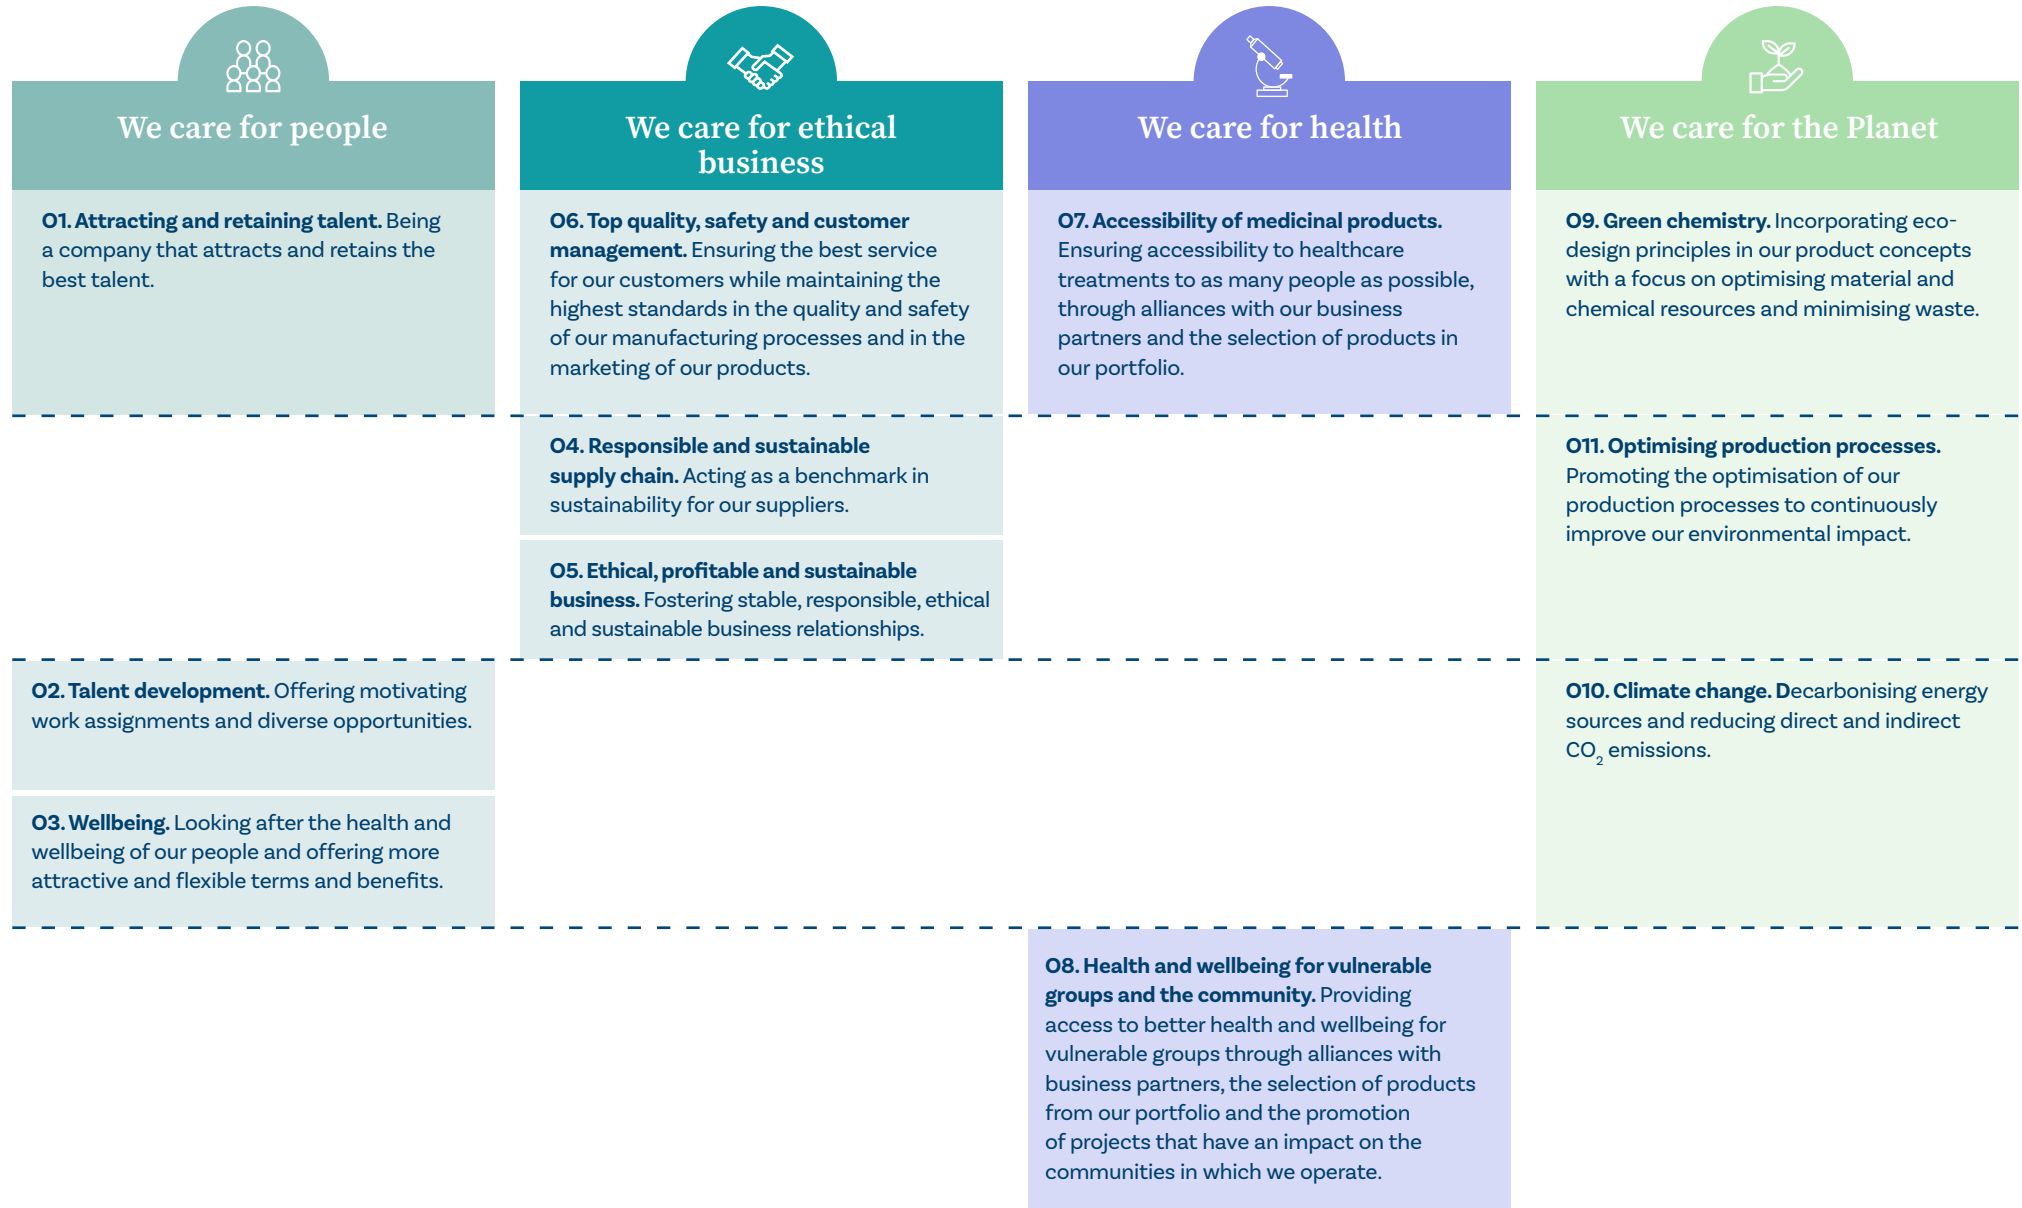 We care for people
O1. Attracting and retaining talent. Being
a company that attracts and retains the
best talent.
O2. Talent development. Offering motivating
work assignments and diverse opportunities.
O3. Wellbeing. Looking after the health and
wellbeing of our people and offering more
attractive and flexible terms and benefits.
We care for ethical
business
O6. Top quality, safety and customer
management. Ensuring the best service
for our customers while maintaining the
highest standards in the quality and safety
of our manufacturing processes and in the
marketing of our products.
O4. Responsible and sustainable
supply chain. Acting as a benchmark in
sustainability for our suppliers.
O5. Ethical, profitable and sustainable
business. Fostering stable, responsible, ethical
and sustainable business relationships.
We care for health
O7. Accessibility of medicinal products.
Ensuring accessibility to healthcare
treatments to as many people as possible,
through alliances with our business
partners and the selection of products in
our portfolio.
O8. Health and wellbeing for vulnerable
groups and the community. Providing
access to better health and wellbeing for
vulnerable groups through alliances with
business partners, the selection of products
from our portfolio and the promotion
of projects that have an impact on the
communities in which we operate.
We care for the Planet
O9. Green chemistry. Incorporating eco-
design principles in our product concepts
with a focus on optimising material and
chemical resources and minimising waste.
O11. Optimising production processes.
Promoting the optimisation of our
production processes to continuously
improve our environmental impact.
O10. Climate change. Decarbonising energy
sources and reducing direct and indirect
CO₂ emissions.